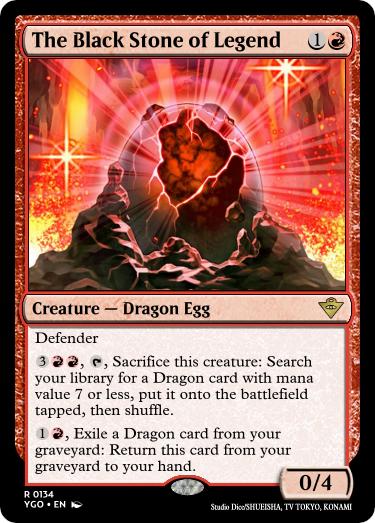 The Black Stone of Legend 1
Creature — Dragon Egg
Defender
3, , Sacrifice this creature: Search
your library for a Dragon card with mana
value 7 or less, put it onto the battlefield
tapped, then shuffle.
1, Exile a Dragon card from your
graveyard: Return this card from your
graveyard to your hand.
0/4
R 0134
YGO • EN
Studio Dice/SHUEISHA, TV TOKYO, KONAMI